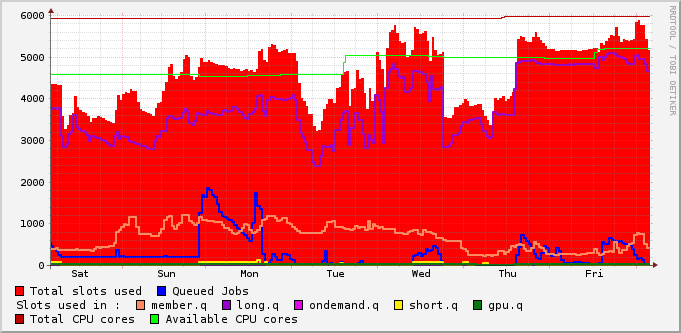 6000
5000
4000
3000
2000
1000
0
Sat Sun Mon Tue Wed Thu Fri
RRDTOOL / TOBI OETIKER
Total slots used Queued Jobs
Slots used in : member.q long.q ondemand.q short.q gpu.q
Total CPU cores Available CPU cores